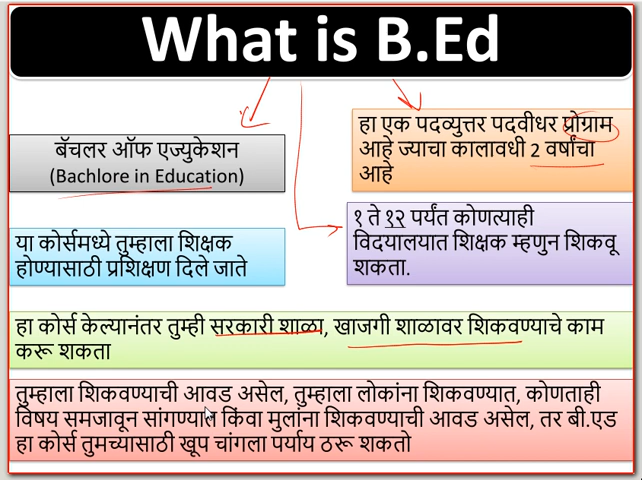 What is B.Ed
बॅचलर ऑफ एज्युकेशन
(Bachlore in Education)
हा एक पदव्युत्तर पदवीधर प्रोग्राम
आहे ज्याचा कालावधी 2 वर्षांचा
आहे
या कोर्समध्ये तुम्हाला शिक्षक
होण्यासाठी प्रशिक्षण दिले जाते
१ ते १२ पर्यंत कोणत्याही
विदयालयात शिक्षक म्हणुन शिकवू
शकता.
हा कोर्स केल्यानंतर तुम्ही सरकारी शाळा, खाजगी शाळावर शिकवण्याचे काम
करू शकता
तुम्हाला शिकवण्याची आवड असेल, तुम्हाला लोकांना शिकवण्यात, कोणताही
विषय समजावून सांगण्यात किंवा मुलांना शिकवण्याची आवड असेल, तर बी.एड
हा कोर्स तुमच्यासाठी खूप चांगला पर्याय ठरू शकतो